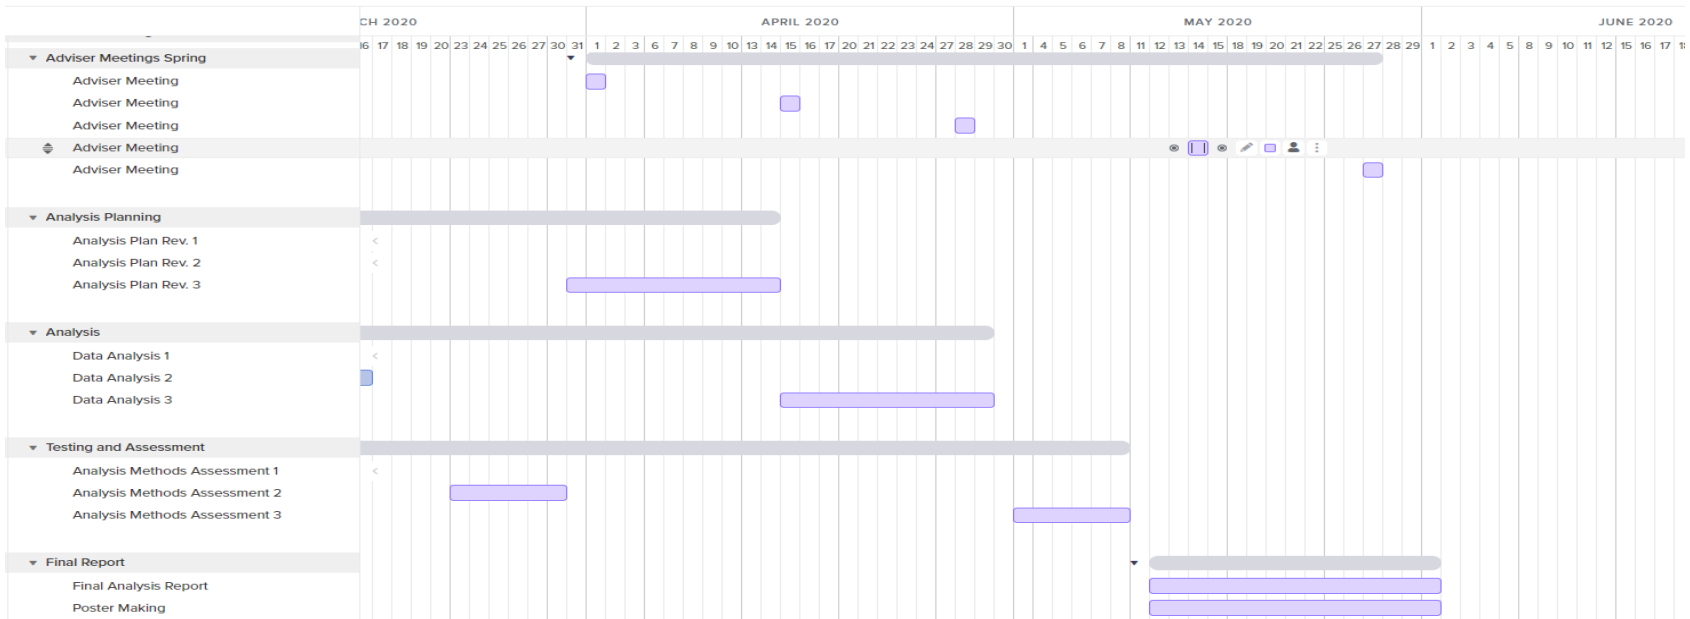 CH 2020 APRIL 2020 MAY 2020 JUNE 2020
16 17 18 19 20 23 24 25 26 27 30 31 1 2 3 6 7 8 9 10 13 14 15 16 17 20 21 22 23 24 27 28 29 30 1 4 5 6 7 8 11 12 13 14 15 18 19 20 21 22 25 26 27 28 29 1 2 3 4 5 8 9 10 11 12 15 16 17 18
Adviser Meetings Spring
Adviser Meeting
Adviser Meeting
Adviser Meeting
Adviser Meeting
Adviser Meeting
Analysis Planning
Analysis Plan Rev. 1
Analysis Plan Rev. 2
Analysis Plan Rev. 3
Analysis
Data Analysis 1
Data Analysis 2
Data Analysis 3
Testing and Assessment
Analysis Methods Assessment 1
Analysis Methods Assessment 2
Analysis Methods Assessment 3
Final Report
Final Analysis Report
Poster Making